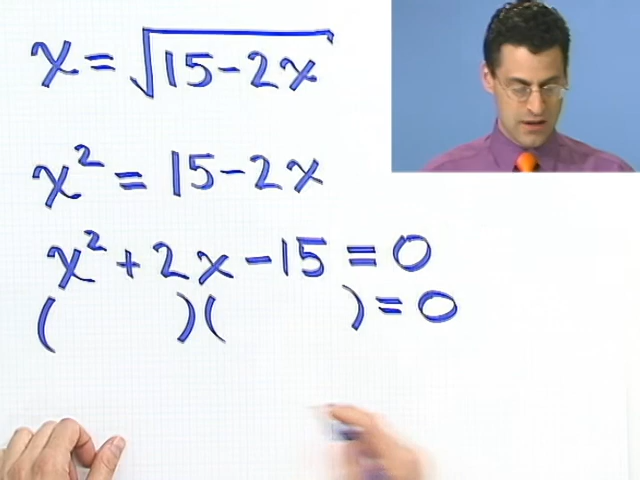 x = √15-2x
x² = 15-2x
x² + 2x - 15 = 0
(      )(      ) = 0